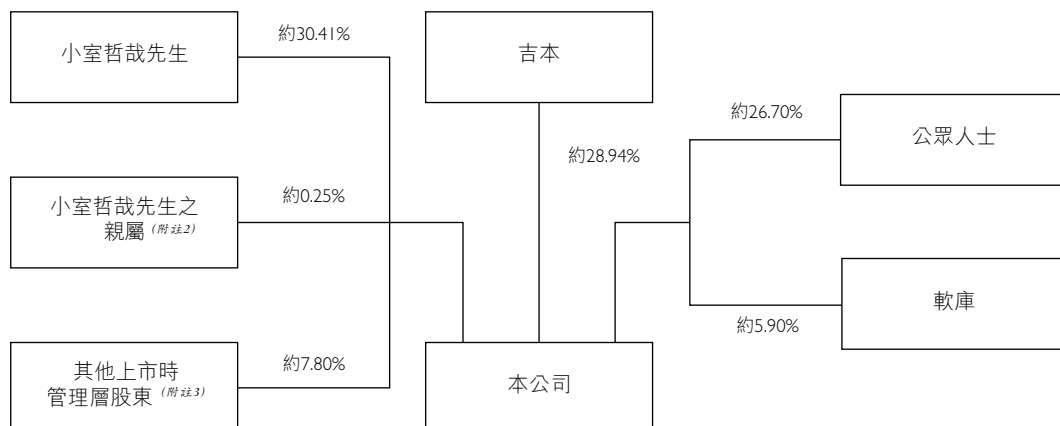 小室哲哉先生
約30.41%
吉本
約26.70%
公眾人士
約28.94%
小室哲哉先生之
親屬 (附註2)
約0.25%
軟庫
約5.90%
其他上市時
管理層股東 (附註3)
約7.80%
本公司